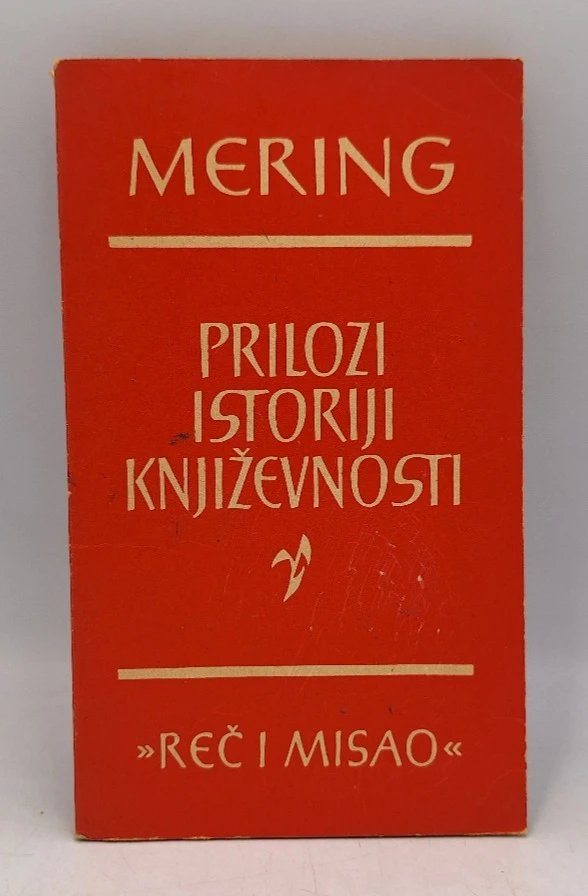 MERING
PRILOZI
ISTORIJI
KNJIŽEVNOSTI
»REČ I MISAO«